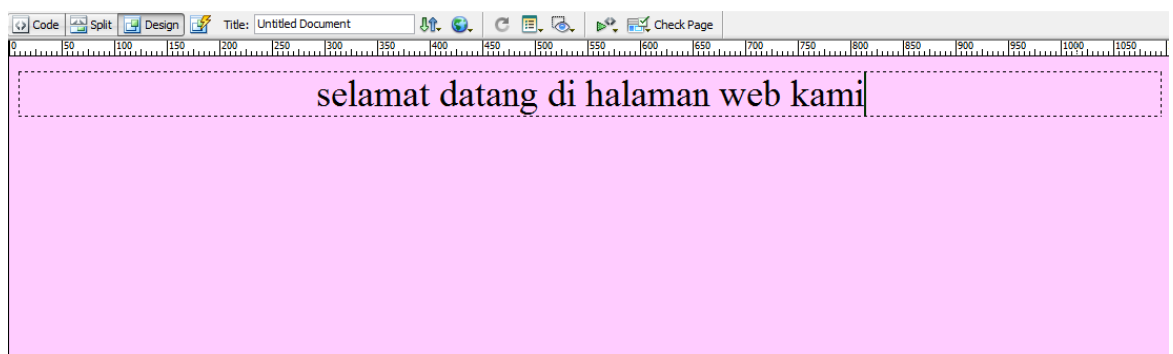 Code Split Design Title: Untitled Document Check Page
0 50 100 150 200 250 300 350 400 450 500 550 600 650 700 750 800 850 900 950 1000 1050
selamat datang di halaman web kami